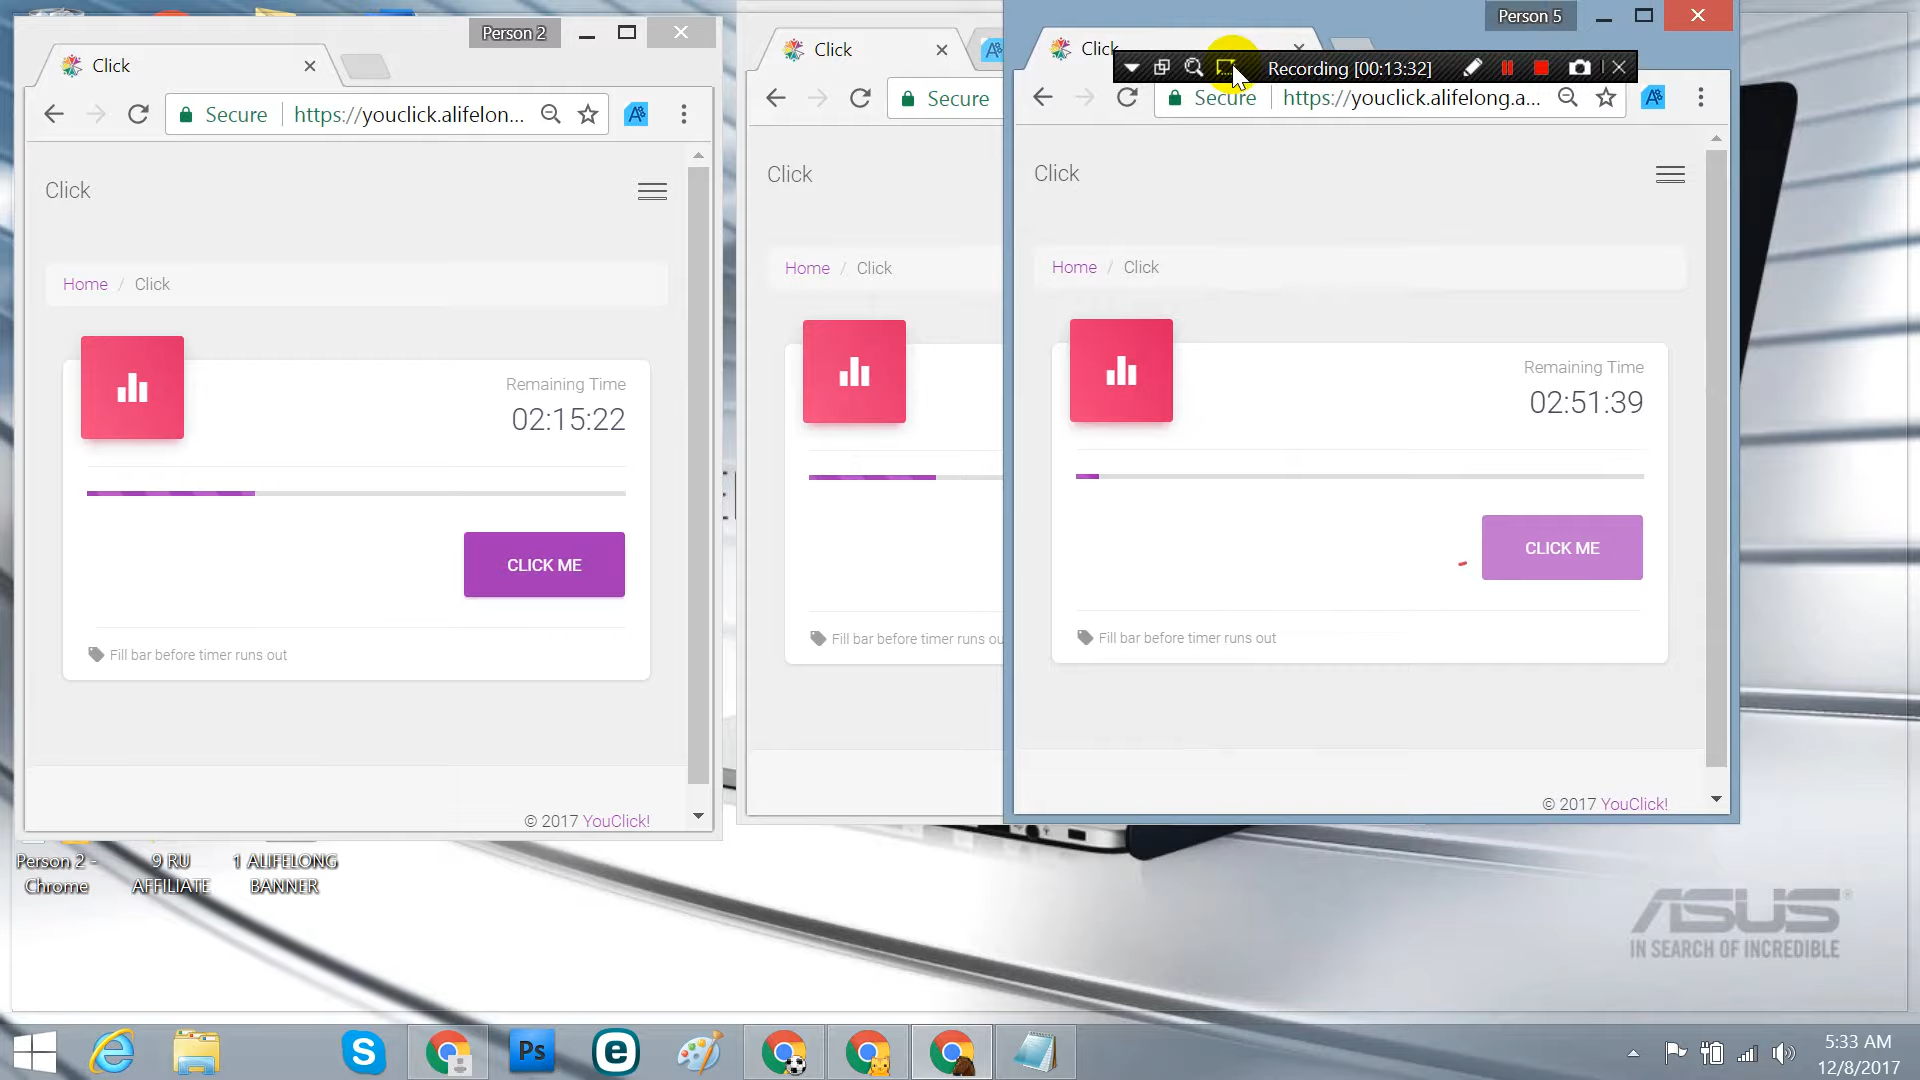 Person 2
Click
Secure
https://youclick.alifelon...
Click
Home / Click
Remaining Time
02:15:22
CLICK ME
Fill bar before timer runs out
© 2017 YouClick!
Click
Secure
Click
Home / Click
Fill bar before timer runs ou
Person 5
Click
Recording [00:13:32]
Secure
https://youclick.alifelong.a...
Click
Home / Click
Remaining Time
02:51:39
CLICK ME
Fill bar before timer runs out
© 2017 YouClick!
Person 2 -
Chrome
9 RU
AFFILIATE
1 ALIFELONG
BANNER
ASUS
IN SEARCH OF INCREDIBLE
Ps
5:33 AM
12/8/2017